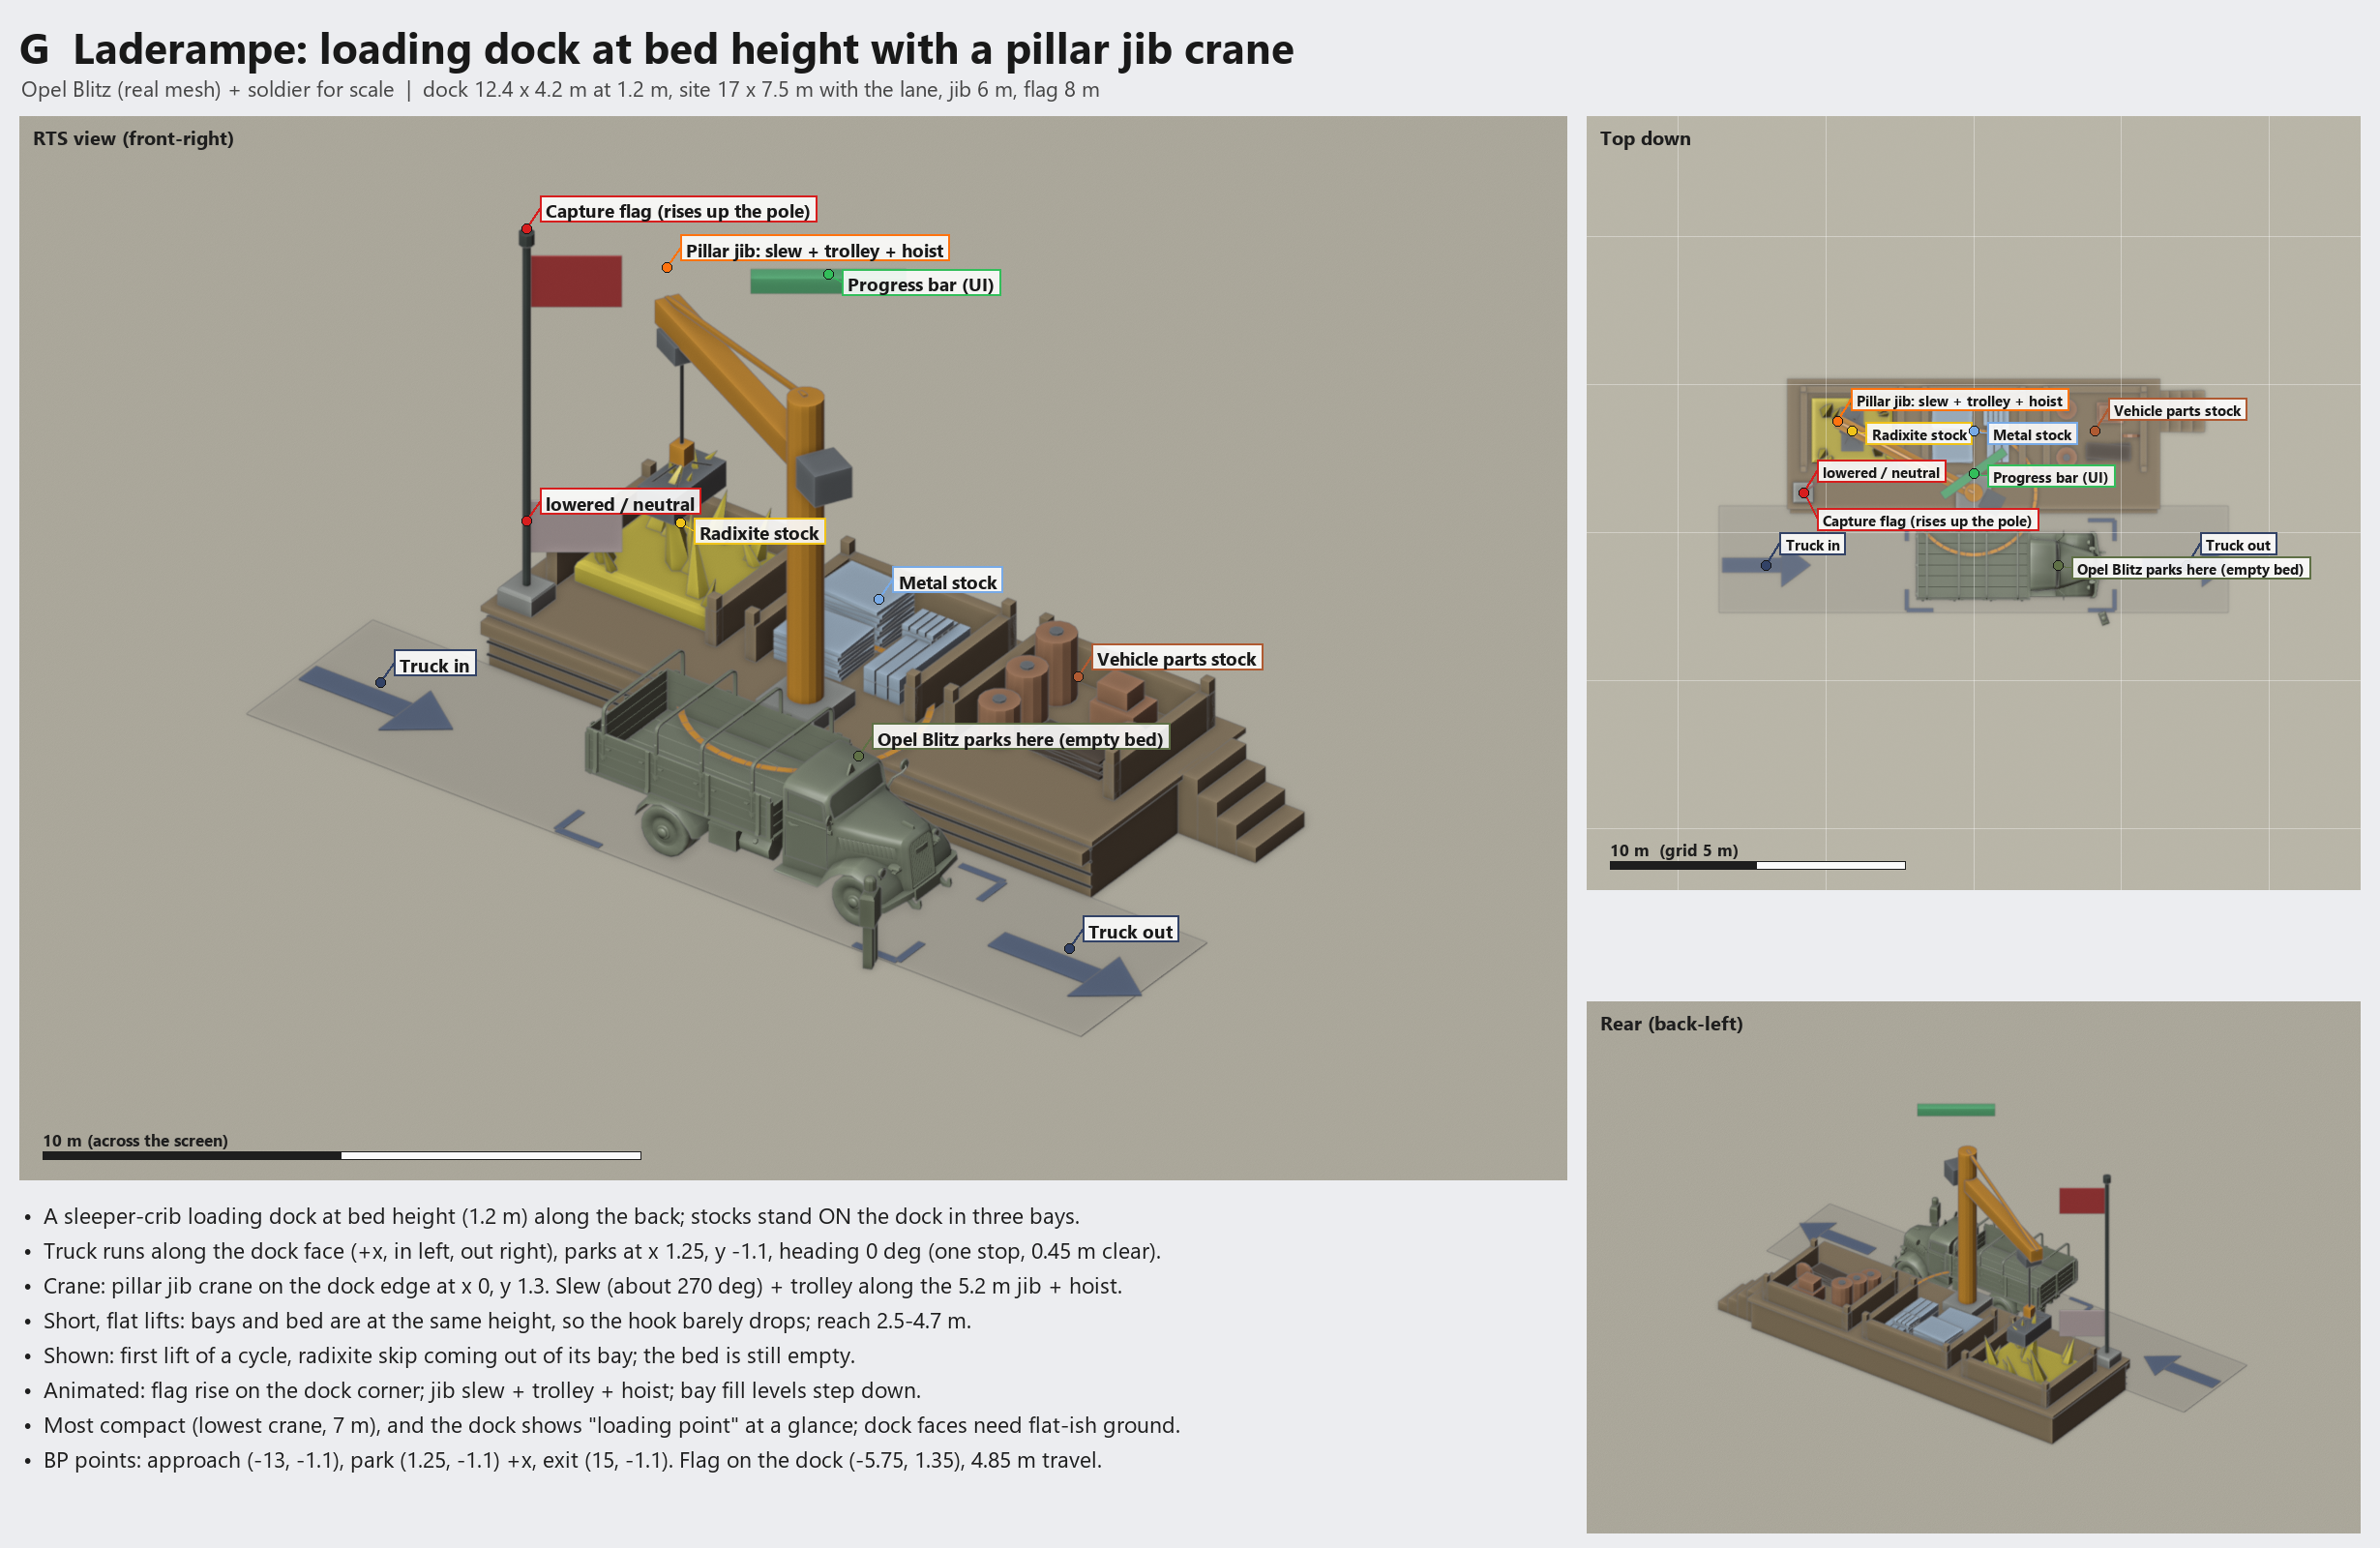 G Laderampe: loading dock at bed height with a pillar jib crane
Opel Blitz (real mesh) + soldier for scale | dock 12.4 x 4.2 m at 1.2 m, site 17 x 7.5 m with the lane, jib 6 m, flag 8 m
RTS view (front-right)
Capture flag (rises up the pole)
Pillar jib: slew + trolley + hoist
Progress bar (UI)
lowered / neutral
Radixite stock
Metal stock
Vehicle parts stock
Truck in
Opel Blitz parks here (empty bed)
Truck out
10 m (across the screen)
Top down
Pillar jib: slew + trolley + hoist
Vehicle parts stock
Radixite stock
Metal stock
lowered / neutral
Progress bar (UI)
Capture flag (rises up the pole)
Truck in
Truck out
Opel Blitz parks here (empty bed)
10 m (grid 5 m)
Rear (back-left)
• A sleeper-crib loading dock at bed height (1.2 m) along the back; stocks stand ON the dock in three bays.
• Truck runs along the dock face (+x, in left, out right), parks at x 1.25, y -1.1, heading 0 deg (one stop, 0.45 m clear).
• Crane: pillar jib crane on the dock edge at x 0, y 1.3. Slew (about 270 deg) + trolley along the 5.2 m jib + hoist.
• Short, flat lifts: bays and bed are at the same height, so the hook barely drops; reach 2.5-4.7 m.
• Shown: first lift of a cycle, radixite skip coming out of its bay; the bed is still empty.
• Animated: flag rise on the dock corner; jib slew + trolley + hoist; bay fill levels step down.
• Most compact (lowest crane, 7 m), and the dock shows "loading point" at a glance; dock faces need flat-ish ground.
• BP points: approach (-13, -1.1), park (1.25, -1.1) +x, exit (15, -1.1). Flag on the dock (-5.75, 1.35), 4.85 m travel.